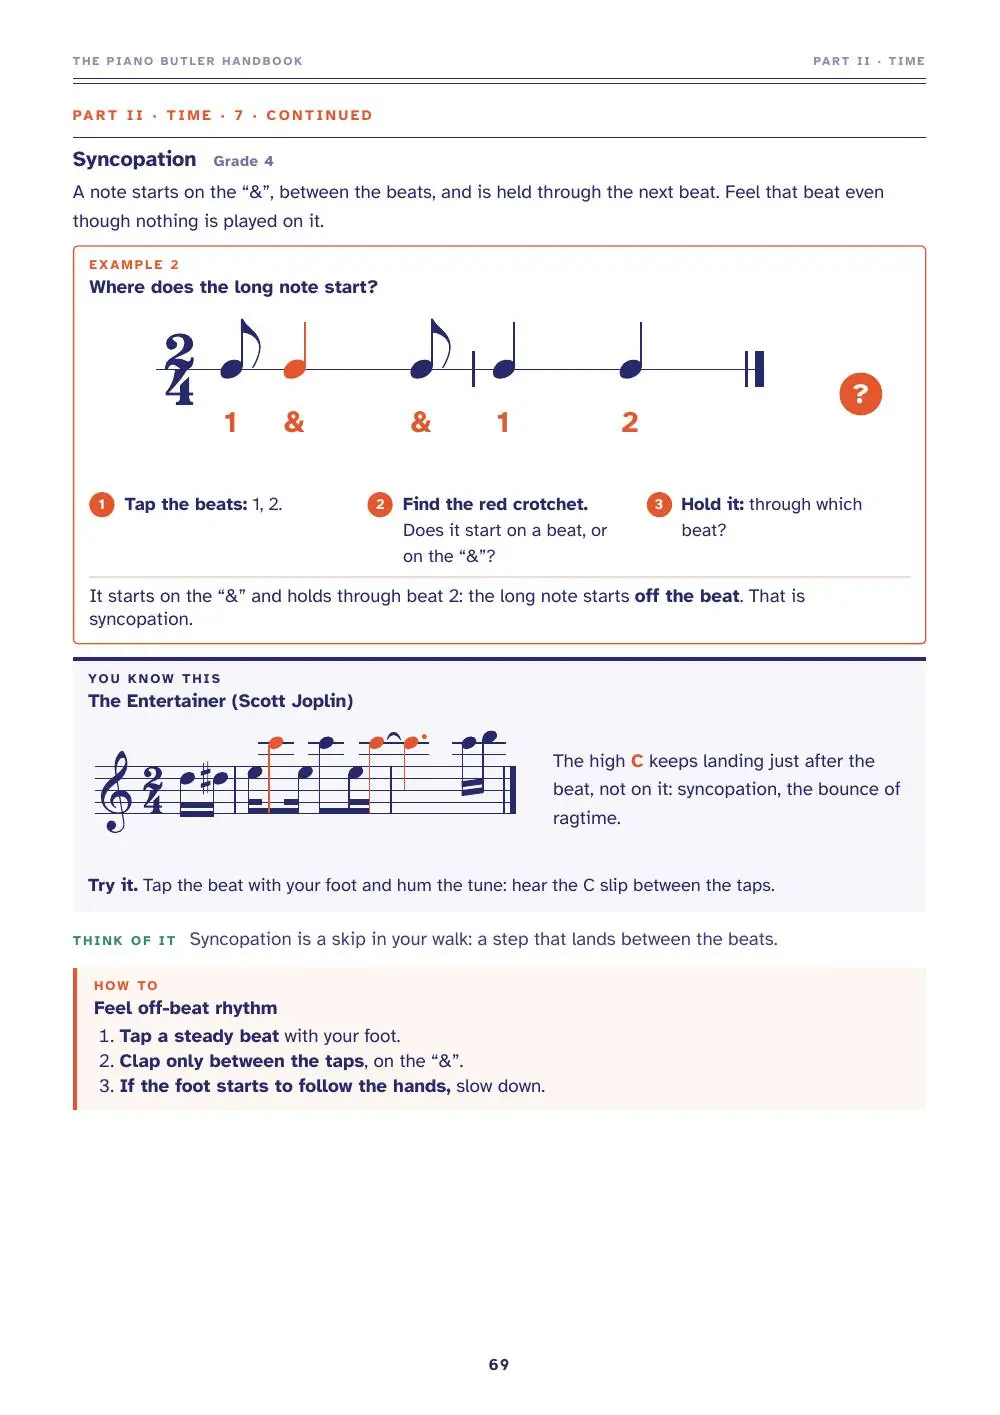 THE PIANO BUTLER HANDBOOK
PART II · TIME
PART II · TIME · 7 · CONTINUED
Syncopation Grade 4
A note starts on the “&”, between the beats, and is held through the next beat. Feel that beat even
though nothing is played on it.
EXAMPLE 2
Where does the long note start?
2
4
1 & & 1 2
?
1 Tap the beats: 1, 2.
2 Find the red crotchet.
Does it start on a beat, or
on the “&”?
3 Hold it: through which
beat?
It starts on the “&” and holds through beat 2: the long note starts off the beat. That is
syncopation.
YOU KNOW THIS
The Entertainer (Scott Joplin)
2
4
The high C keeps landing just after the
beat, not on it: syncopation, the bounce of
ragtime.
Try it. Tap the beat with your foot and hum the tune: hear the C slip between the taps.
THINK OF IT Syncopation is a skip in your walk: a step that lands between the beats.
HOW TO
Feel off-beat rhythm
1. Tap a steady beat with your foot.
2. Clap only between the taps, on the “&”.
3. If the foot starts to follow the hands, slow down.
69